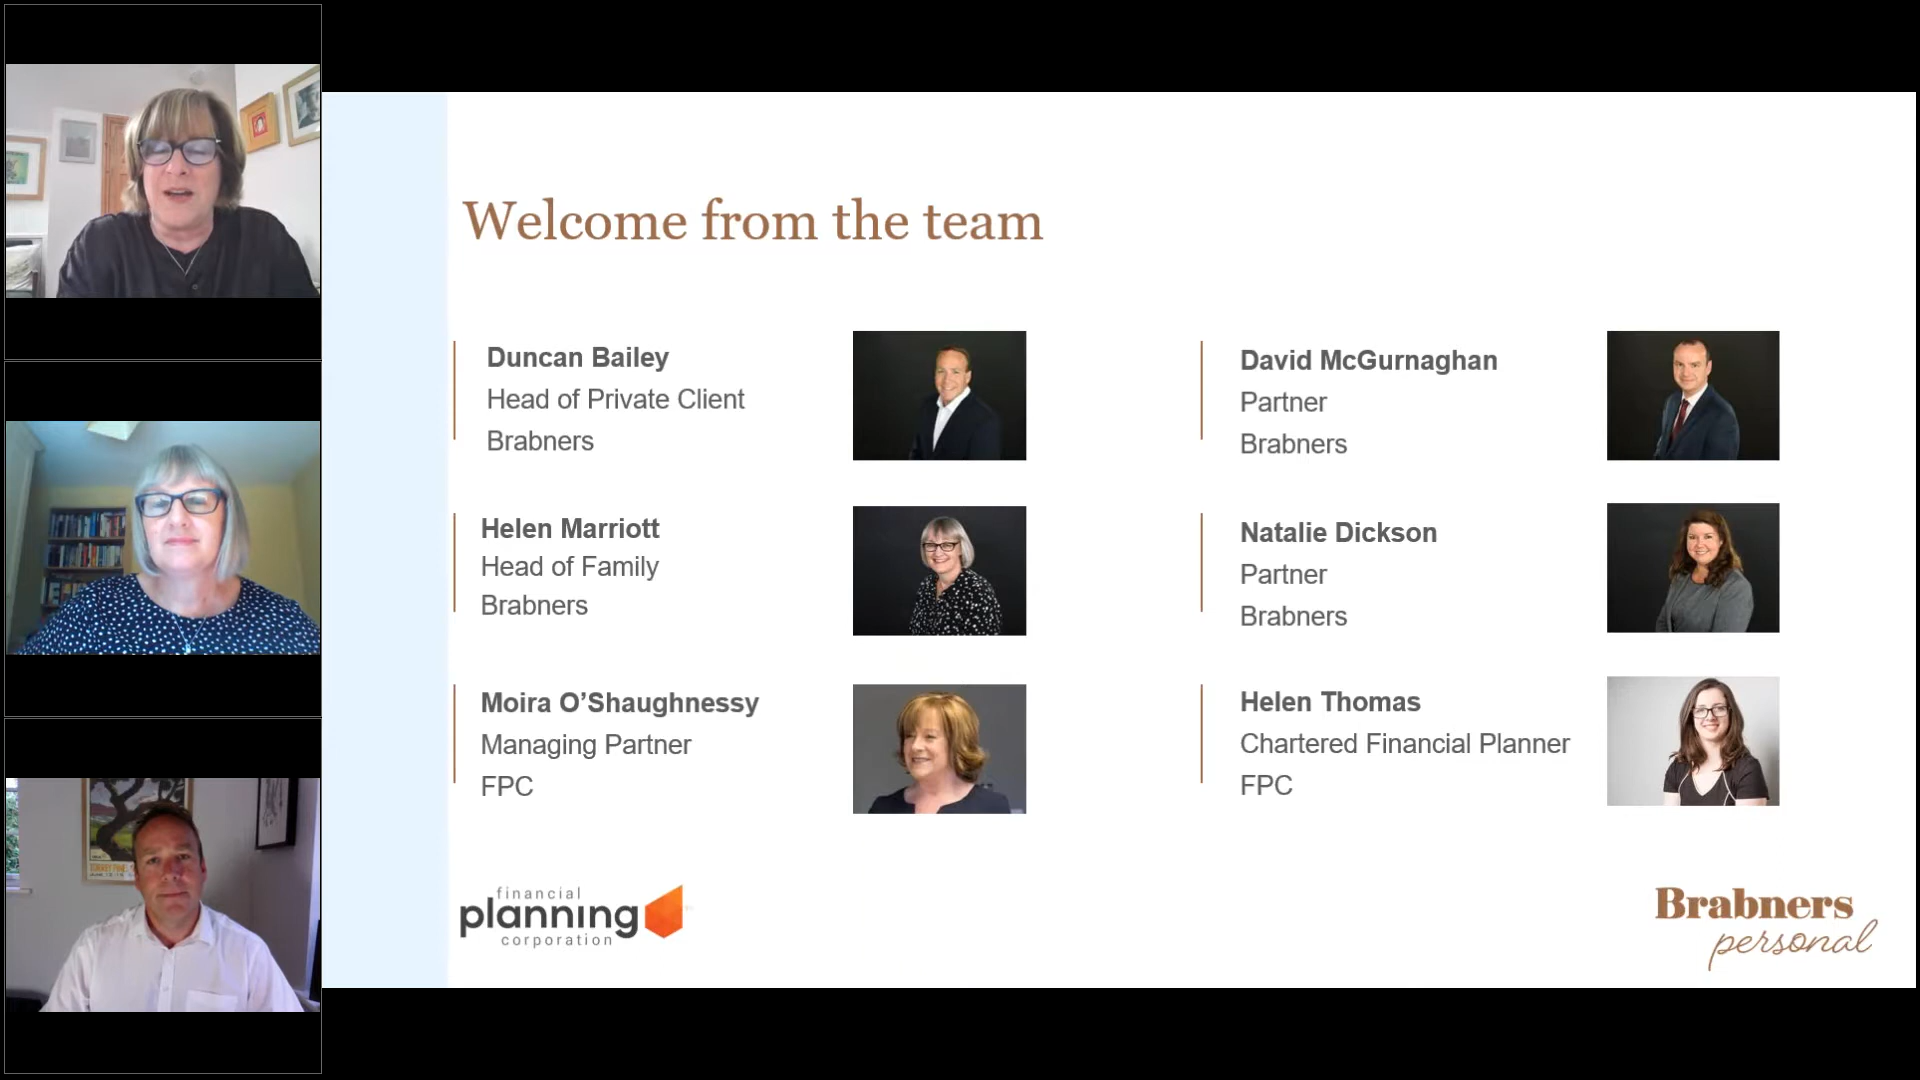 Welcome from the team
Duncan Bailey
Head of Private Client
Brabners
David McGurnaghan
Partner
Brabners
Helen Marriott
Head of Family
Brabners
Natalie Dickson
Partner
Brabners
Moira O’Shaughnessy
Managing Partner
FPC
Helen Thomas
Chartered Financial Planner
FPC
financial
planning
corporation
Brabners
personal